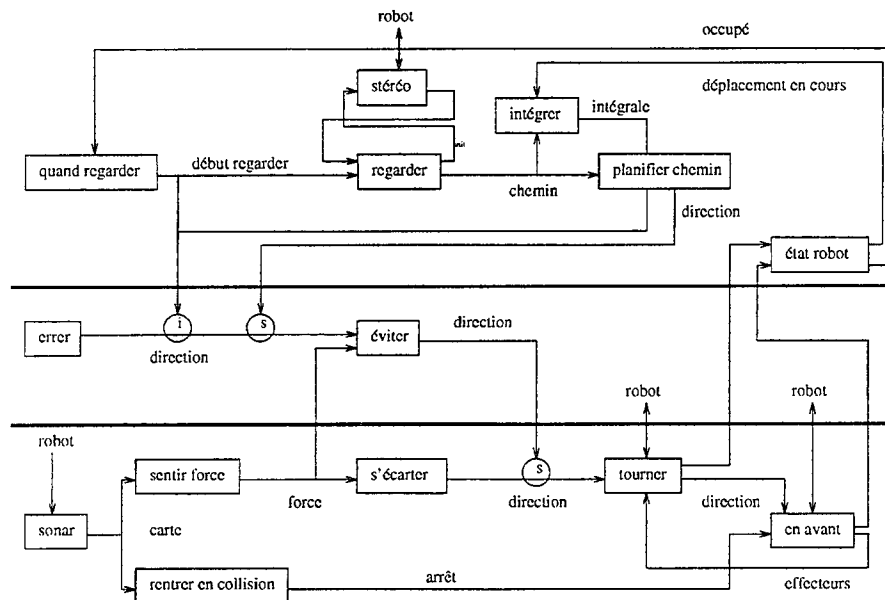 robot
occupé
stéréo
déplacement en cours
intégrer
intégrale
début regarder
quand regarder
regarder
planifier chemin
chemin
direction
état robot
i
s
errer
direction
éviter
direction
robot
robot
robot
s
sentir force
s'écarter
tourner
force
direction
direction
sonar
carte
en avant
arrêt
rentrer en collision
effecteurs